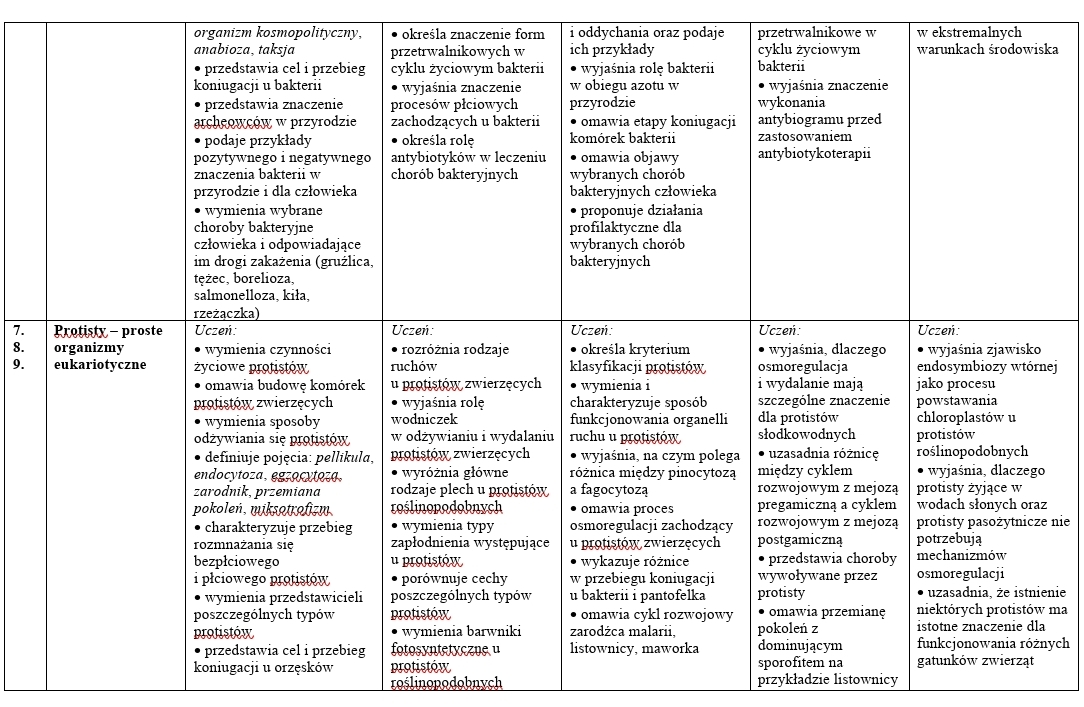 organizm kosmopolityczny,
anabioza, taksja
• przedstawia cel i przebieg
koniugacji u bakterii
• przedstawia znaczenie
archeowców w przyrodzie
• podaje przykłady
pozytywnego i negatywnego
znaczenia bakterii w
przyrodzie i dla człowieka
• wymienia wybrane
choroby bakteryjne
człowieka i odpowiadające
im drogi zakażenia (gruźlica,
tężec, borelioza,
salmonelloza, kiła,
rzeżączka)
• określa znaczenie form
przetrwalnikowych w
cyklu życiowym bakterii
• wyjaśnia znaczenie
procesów płciowych
zachodzących u bakterii
• określa rolę
antybiotyków w leczeniu
chorób bakteryjnych
i oddychania oraz podaje
ich przykłady
• wyjaśnia rolę bakterii
w obiegu azotu w
przyrodzie
• omawia etapy koniugacji
komórek bakterii
• omawia objawy
wybranych chorób
bakteryjnych człowieka
• proponuje działania
profilaktyczne dla
wybranych chorób
bakteryjnych
przetrwalnikowe w
cyklu życiowym
bakterii
• wyjaśnia znaczenie
wykonania
antybiogramu przed
zastosowaniem
antybiotykoterapii
w ekstremalnych
warunkach środowiska
7.
8.
9.
Protisty – proste
organizmy
eukariotyczne
Uczeń:
• wymienia czynności
życiowe protistów
• omawia budowę komórek
protistów zwierzęcych
• wymienia sposoby
odżywiania się protistów
• definiuje pojęcia: pellikula,
endocytoza, egzocytoza,
zarodnik, przemiana
pokoleń, miksotrofizm
• charakteryzuje przebieg
rozmnażania się
bezpłciowego
i płciowego protistów
• wymienia przedstawicieli
poszczególnych typów
protistów
• przedstawia cel i przebieg
koniugacji u orzęsków
Uczeń:
• rozróżnia rodzaje
ruchów
u protistów zwierzęcych
• wyjaśnia rolę
wodniczek
w odżywianiu i wydalaniu
protistów zwierzęcych
• wyróżnia główne
rodzaje plech u protistów
roślinopodobnych
• wymienia typy
zapłodnienia występujące
u protistów
• porównuje cechy
poszczególnych typów
protistów
• wymienia barwniki
fotosyntetyczne u
protistów
roślinopodobnych
Uczeń:
• określa kryterium
klasyfikacji protistów
• wymienia i
charakteryzuje sposób
funkcjonowania organelli
ruchu u protistów
• wyjaśnia, na czym polega
różnica między pinocytozą
a fagocytozą
• omawia proces
osmoregulacji zachodzący
u protistów zwierzęcych
• wykazuje różnice
w przebiegu koniugacji
u bakterii i pantofelka
• omawia cykl rozwojowy
zarodźca malarii,
listownicy, maworka
Uczeń:
• wyjaśnia, dlaczego
osmoregulacja
i wydalanie mają
szczególne znaczenie
dla protistów
słodkowodnych
• uzasadnia różnicę
między cyklem
rozwojowym z mejozą
pregamiczną a cyklem
rozwojowym z mejozą
postgamiczną
• przedstawia choroby
wywoływane przez
protisty
• omawia przemianę
pokoleń z
dominującym
sporofitem na
przykładzie listownicy
Uczeń:
• wyjaśnia zjawisko
endosymbiozy wtórnej
jako procesu
powstawania
chloroplastów u
protistów
roślinopodobnych
• wyjaśnia, dlaczego
protisty żyjące w
wodach słonych oraz
protisty pasożytnicze nie
potrzebują
mechanizmów
osmoregulacji
• uzasadnia, że istnienie
niektórych protistów ma
istotne znaczenie dla
funkcjonowania różnych
gatunków zwierząt